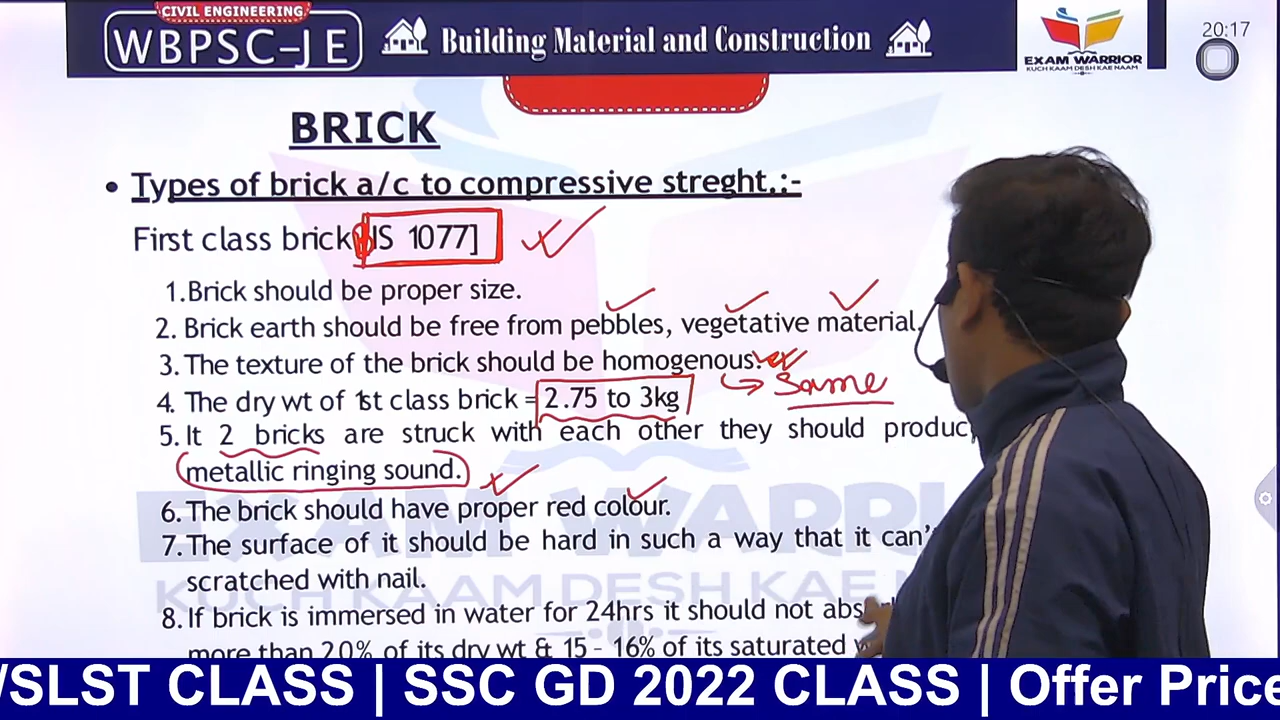 CIVIL ENGINEERING
WBPSC-JE
Building Material and Construction
EXAM WARRIOR
KUCH KAAM DESH KAE NAAM
20:17
BRICK
• Types of brick a/c to compressive streght.:-
First class brick IS 1077]
1. Brick should be proper size.
2. Brick earth should be free from pebbles, vegetative material.
3. The texture of the brick should be homogenous.
Same
4. The dry wt of 1st class brick = 2.75 to 3kg
5. It 2 bricks are struck with each other they should produc
metallic ringing sound.
6. The brick should have proper red colour.
7. The surface of it should be hard in such a way that it can'
scratched with nail.
8. If brick is immersed in water for 24hrs it should not abs
more than 20% of its dry wt & 15 - 16% of its saturated w
EXAM WARRI
KUCH KAAM DESH KAE N
/SLST CLASS | SSC GD 2022 CLASS | Offer Price